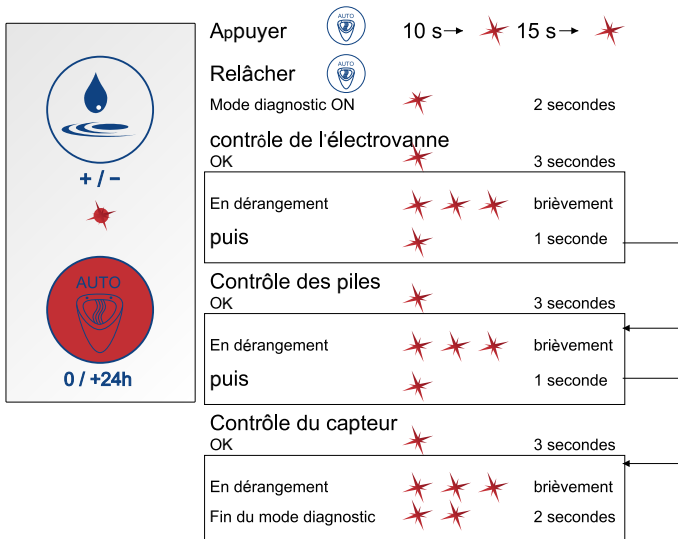 + / −
AUTO
0 / +24h
Appuyer AUTO 10 s→ 15 s→
Relâcher AUTO
Mode diagnostic ON 2 secondes
contrôle de l'électrovanne
OK 3 secondes
En dérangement brièvement
puis 1 seconde
Contrôle des piles
OK 3 secondes
En dérangement brièvement
puis 1 seconde
Contrôle du capteur
OK 3 secondes
En dérangement brièvement
Fin du mode diagnostic 2 secondes